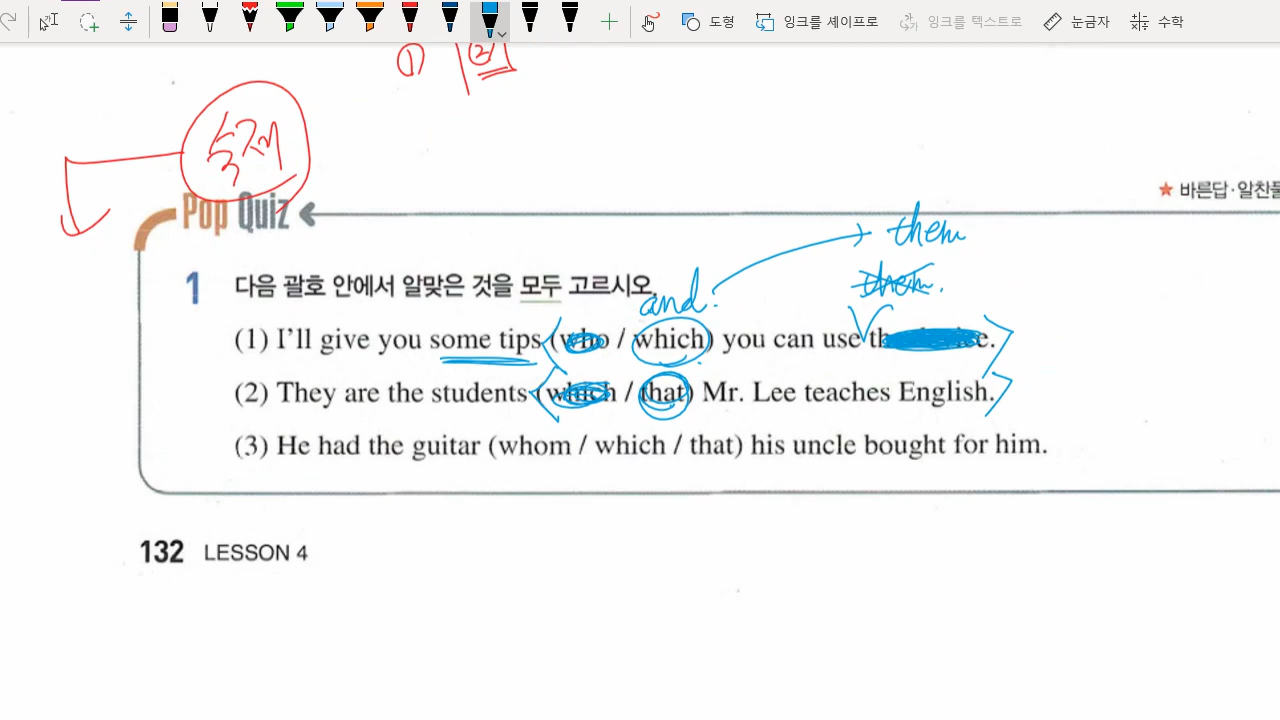 도형 잉크를 셰이프로 잉크를 텍스트로 눈금자 수학
① ②
숙제
Pop Quiz
★ 바른답·알찬풀
them
them.
1 다음 괄호 안에서 알맞은 것을 모두 고르시오.
and
(1) I'll give you some tips (who / which) you can use
(2) They are the students (which / that) Mr. Lee teaches English.
(3) He had the guitar (whom / which / that) his uncle bought for him.
132 LESSON 4